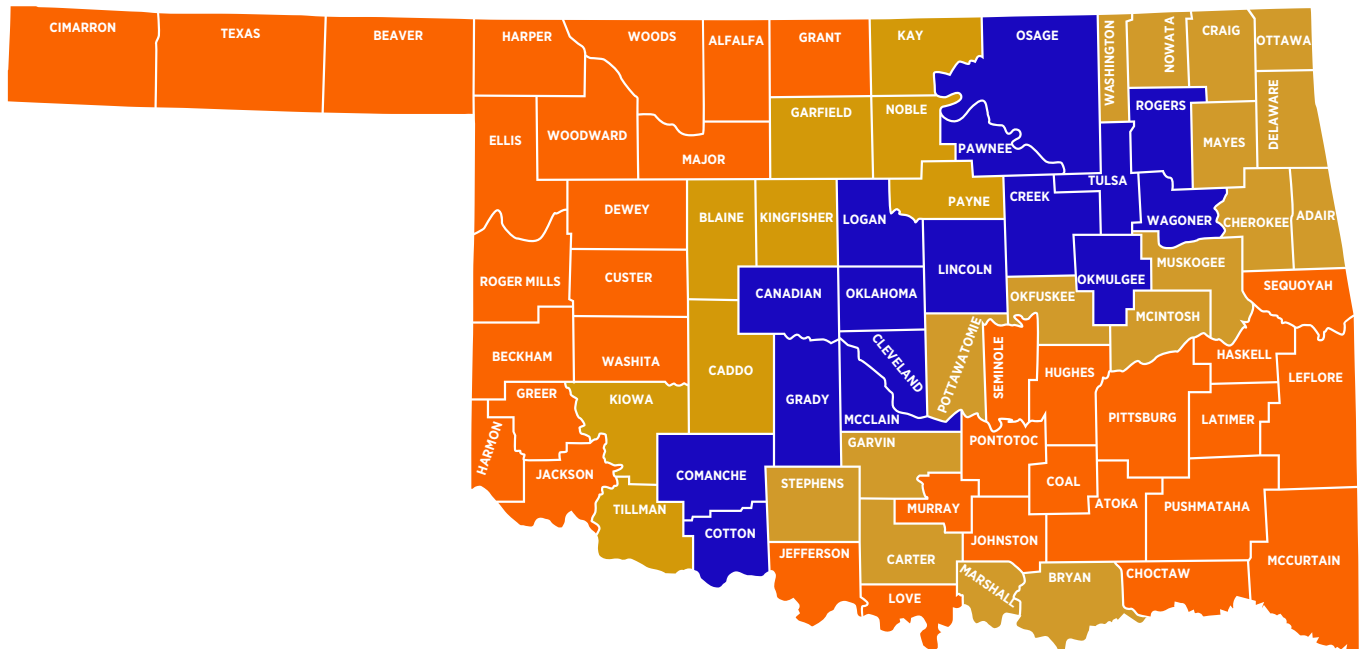 CIMARRON
TEXAS
BEAVER
HARPER
WOODS
ALFALFA
GRANT
KAY
OSAGE
WASHINGTON
NOWATA
CRAIG
OTTAWA
ELLIS
WOODWARD
MAJOR
GARFIELD
NOBLE
PAWNEE
ROGERS
MAYES
DELAWARE
DEWEY
BLAINE
KINGFISHER
LOGAN
PAYNE
CREEK
TULSA
WAGONER
CHEROKEE
ADAIR
ROGER MILLS
CUSTER
CANADIAN
OKLAHOMA
LINCOLN
OKFUSKEE
OKMULGEE
MUSKOGEE
MCINTOSH
SEQUOYAH
BECKHAM
WASHITA
CADDO
GRADY
CLEVELAND
MCCLAIN
POTTAWATOMIE
SEMINOLE
HUGHES
PITTSBURG
HASKELL
LATIMER
LEFLORE
HARMON
GREER
KIOWA
JACKSON
COMANCHE
STEPHENS
GARVIN
PONTOTOC
COAL
ATOKA
PUSHMATAHA
TILLMAN
COTTON
JEFFERSON
CARTER
MURRAY
JOHNSTON
LOVE
MARSHALL
BRYAN
CHOCTAW
MCCURTAIN